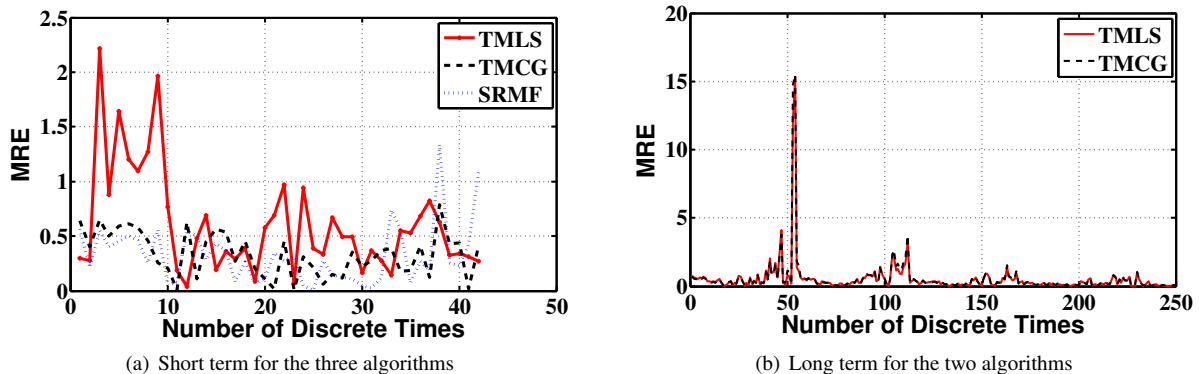 2.5
2
1.5
1
0.5
0
0
10
20
30
40
50
MRE
Number of Discrete Times
TMLS
TMCG
SRMF
(a) Short term for the three algorithms
20
15
10
5
0
0
50
100
150
200
250
MRE
Number of Discrete Times
TMLS
TMCG
(b) Long term for the two algorithms